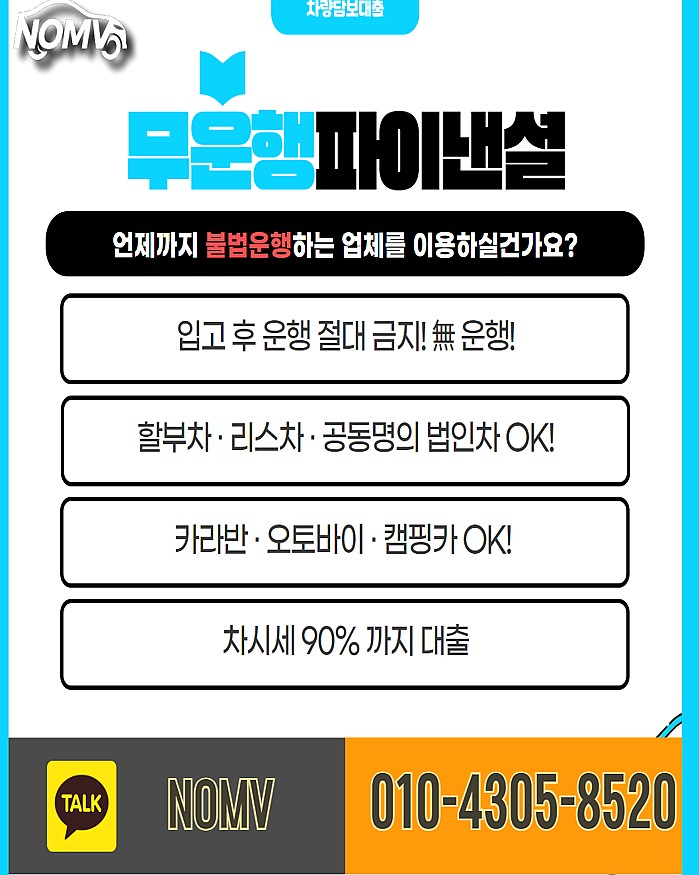 차량담보대출
NOMV
무운행파이낸셜
언제까지 불법운행하는 업체를 이용하실건가요?
입고 후 운행 절대 금지! 無 운행!
할부차 · 리스차 · 공동명의 법인차 OK!
카라반 · 오토바이 · 캠핑카 OK!
차시세 90% 까지 대출
TALK NOMV 010-4305-8520